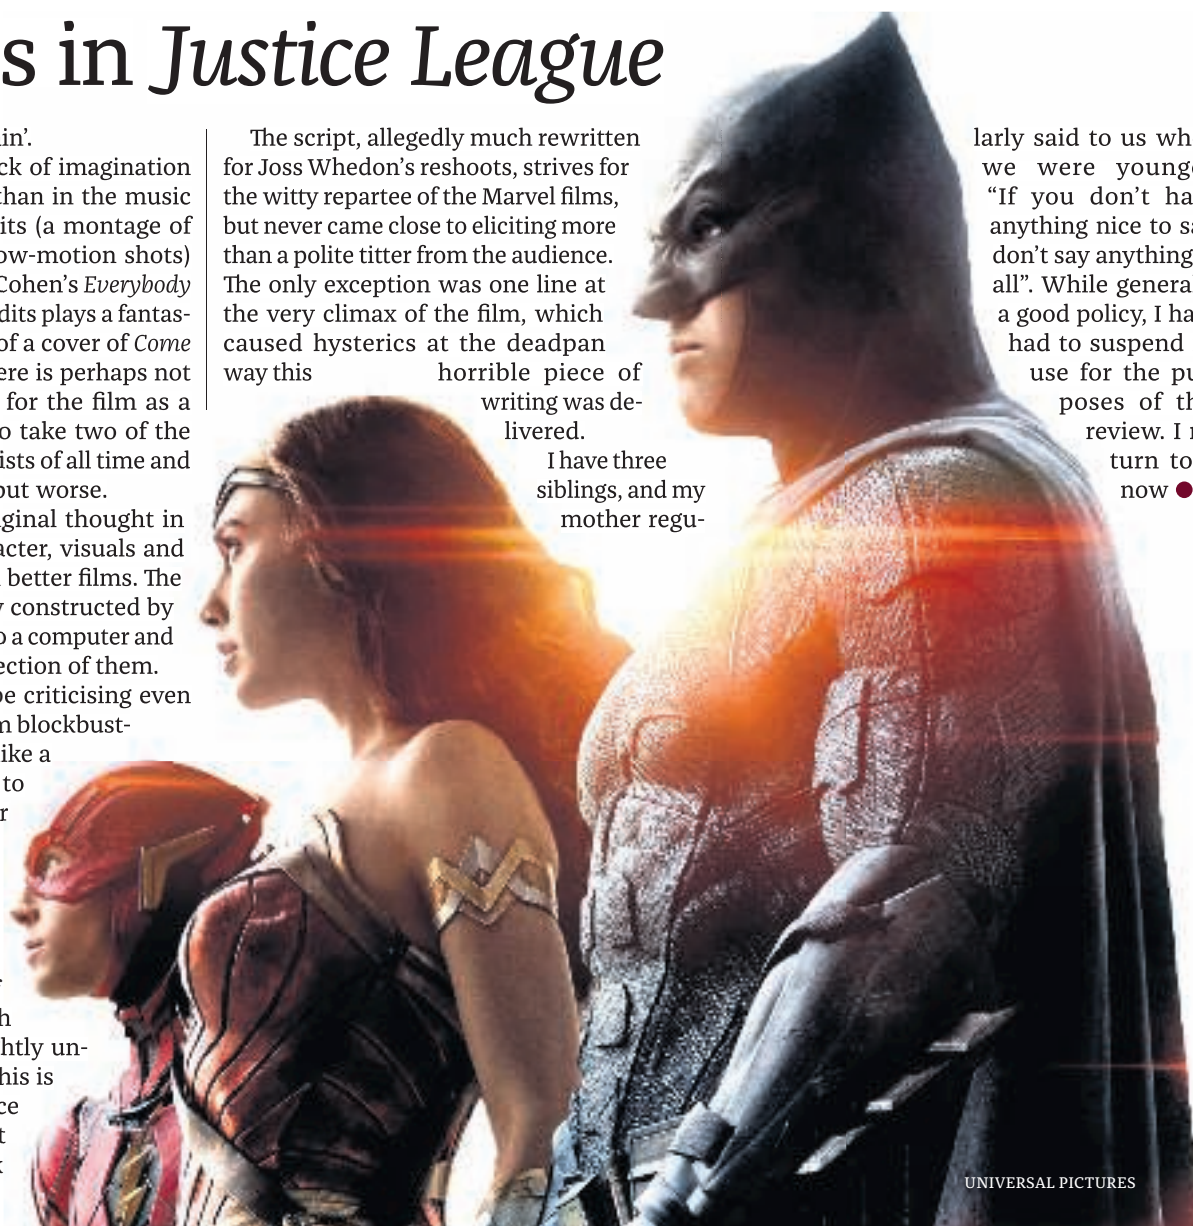 s in Justice League
in’.
ck of imagination
than in the music
its (a montage of
ow-motion shots)
Cohen’s Everybody
dits plays a fantas-
of a cover of Come
ere is perhaps not
for the film as a
o take two of the
ists of all time and
but worse.
ginal thought in
acter, visuals and
better films. The
y constructed by
o a computer and
ection of them.
be criticising even
m blockbust-
ike a
to
r
h
htly un-
his is
ce
t
k
The script, allegedly much rewritten
for Joss Whedon’s reshoots, strives for
the witty repartee of the Marvel films,
but never came close to eliciting more
than a polite titter from the audience.
The only exception was one line at
the very climax of the film, which
caused hysterics at the deadpan
way this horrible piece of
writing was de-
livered.
I have three
siblings, and my
mother regu-
larly said to us wh
we were young
“If you don’t ha
anything nice to sa
don’t say anything
all”. While general
a good policy, I ha
had to suspend
use for the pu
poses of th
review. I r
turn to
now
UNIVERSAL PICTURES